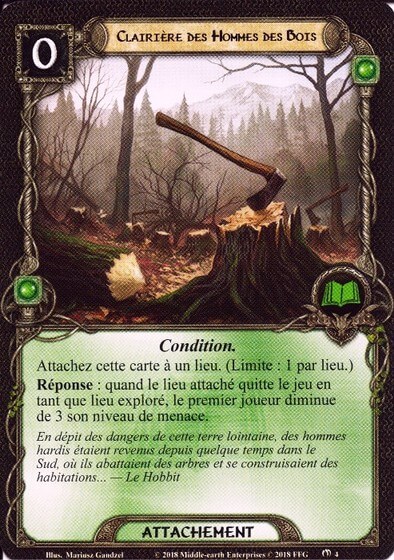 0
CLAIRIÈRE DES HOMMES DES BOIS
Condition.
Attachez cette carte à un lieu. (Limite : 1 par lieu.)
Réponse : quand le lieu attaché quitte le jeu en
tant que lieu exploré, le premier joueur diminue
de 3 son niveau de menace.
En dépit des dangers de cette terre lointaine, des hommes
hardis étaient revenus depuis quelque temps dans le
Sud, où ils abattaient des arbres et se construisaient des
habitations... — Le Hobbit
ATTACHEMENT
Illus. Mariusz Gandzel © 2018 Middle-earth Enterprises © 2018 FFG 4